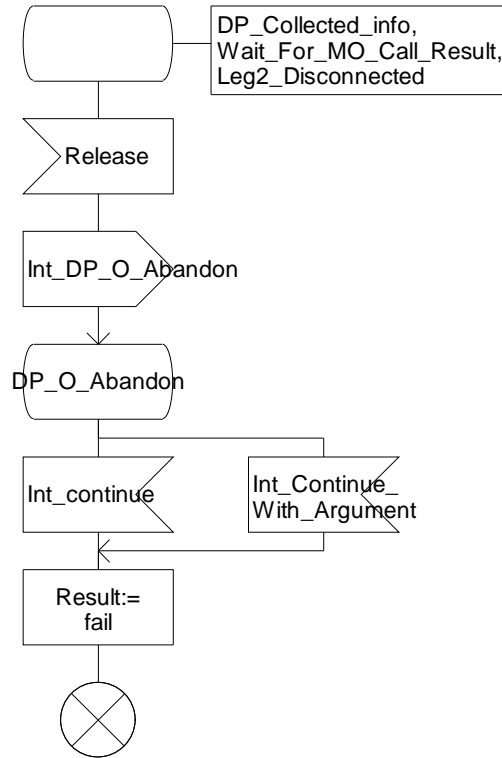 DP_Collected_info,
Wait_For_MO_Call_Result,
Leg2_Disconnected
Release
Int_DP_O_Abandon
DP_O_Abandon
Int_continue
Int_Continue_
With_Argument
Result:=
fail